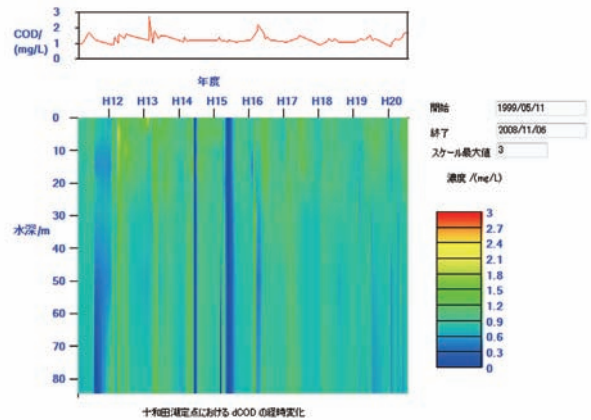 3
2
1
0
COD/
(mg/L)
年度
H12 H13 H14 H15 H16 H17 H18 H19 H20
0
10
20
30
40
50
60
70
80
水深/m
開始 1999/05/11
終了 2008/11/06
スケール最大値 3
濃度 /(mg/L)
3
2.7
2.4
2.1
1.8
1.5
1.2
0.9
0.6
0.3
0
十和田湖定点における dCOD の経時変化